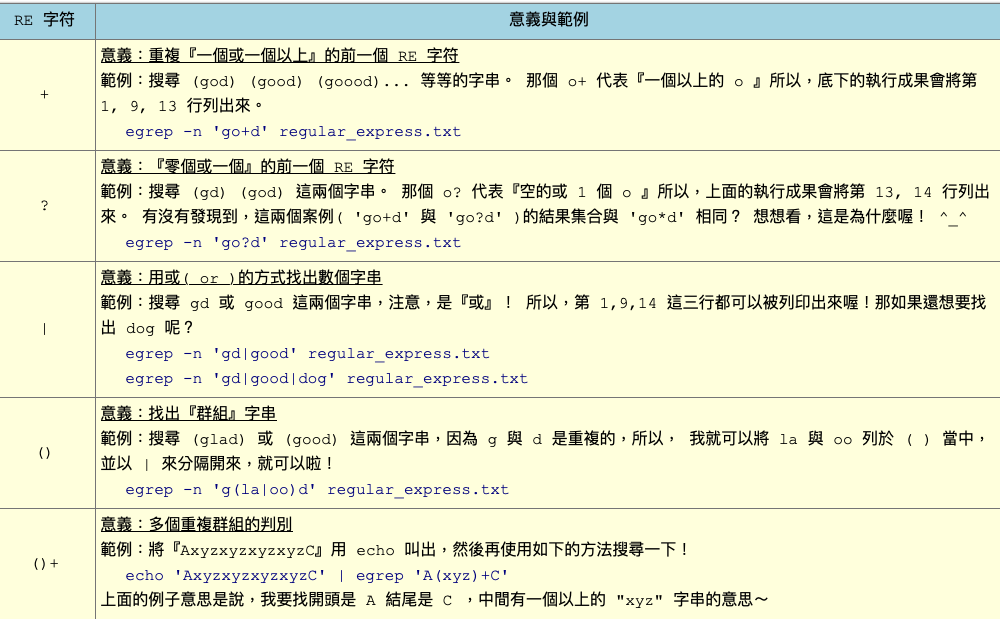 RE 字符 意義與範例
意義：重複『一個或一個以上』的前一個 RE 字符
範例：搜尋 (god) (good) (goood)... 等等的字串。 那個 o+ 代表『一個以上的 o 』所以，底下的執行成果會將第
+
1, 9, 13 行列出來。
egrep -n 'go+d' regular_express.txt
意義：『零個或一個』的前一個 RE 字符
範例：搜尋 (gd) (god) 這兩個字串。 那個 o? 代表『空的或 1 個 o 』所以，上面的執行成果會將第 13, 14 行列出
?
來。 有沒有發現到，這兩個案例( 'go+d' 與 'go?d' )的結果集合與 'go*d' 相同？ 想想看，這是為什麼喔！ ^_^
egrep -n 'go?d' regular_express.txt
意義：用或( or )的方式找出數個字串
範例：搜尋 gd 或 good 這兩個字串，注意，是『或』！ 所以，第 1,9,14 這三行都可以被列印出來喔！那如果還想要找
|
出 dog 呢？
egrep -n 'gd|good' regular_express.txt
egrep -n 'gd|good|dog' regular_express.txt
意義：找出『群組』字串
範例：搜尋 (glad) 或 (good) 這兩個字串，因為 g 與 d 是重複的，所以， 我就可以將 la 與 oo 列於 ( ) 當中，
()
並以 | 來分隔開來，就可以啦！
egrep -n 'g(la|oo)d' regular_express.txt
意義：多個重複群組的判別
範例：將『AxyzxyzxyzxyzC』用 echo 叫出，然後再使用如下的方法搜尋一下！
()+
echo 'AxyzxyzxyzxyzC' | egrep 'A(xyz)+C'
上面的例子意思是說，我要找開頭是 A 結尾是 C ，中間有一個以上的 "xyz" 字串的意思～